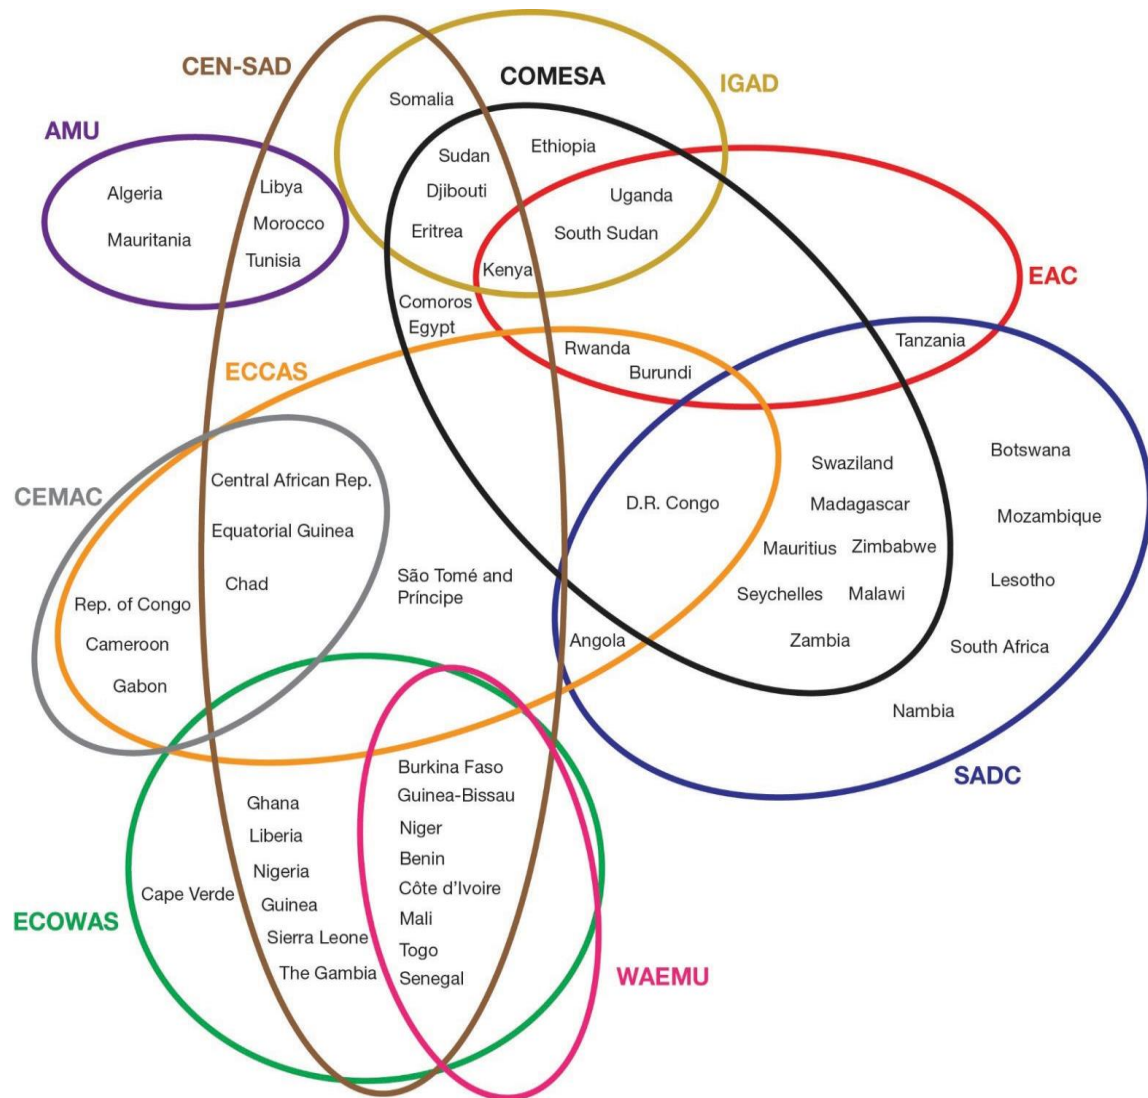 CEN-SAD
COMESA
IGAD
AMU
Somalia
Ethiopia
Sudan
Djibouti
Eritrea
Uganda
South Sudan
Kenya
Algeria
Libya
Mauritania
Morocco
Tunisia
EAC
Comoros
Egypt
Rwanda
Burundi
Tanzania
ECCAS
CEMAC
Central African Rep.
Equatorial Guinea
Chad
Rep. of Congo
Cameroon
Gabon
São Tomé and
Príncipe
D.R. Congo
Angola
Swaziland
Madagascar
Mauritius
Zimbabwe
Seychelles
Malawi
Zambia
Botswana
Mozambique
Lesotho
South Africa
Nambia
SADC
Burkina Faso
Guinea-Bissau
Niger
Benin
Côte d'Ivoire
Mali
Togo
Senegal
Ghana
Liberia
Nigeria
Guinea
Sierra Leone
The Gambia
Cape Verde
ECOWAS
WAEMU